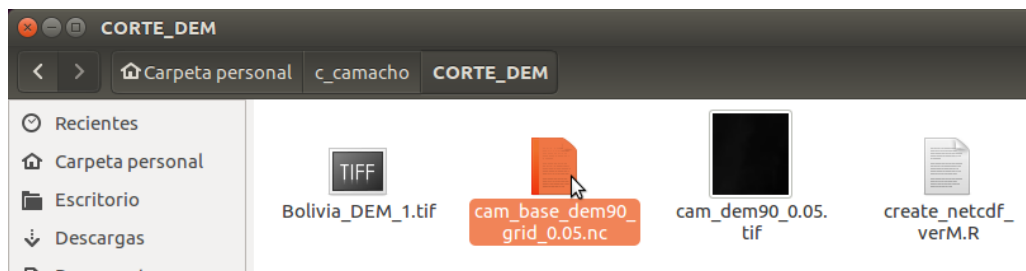 CORTE_DEM
Carpeta personal c_camacho CORTE_DEM
Recientes
Carpeta personal
Escritorio
Descargas
TIFF
Bolivia_DEM_1.tif
cam_base_dem90_
grid_0.05.nc
cam_dem90_0.05.
tif
create_netcdf_
verM.R